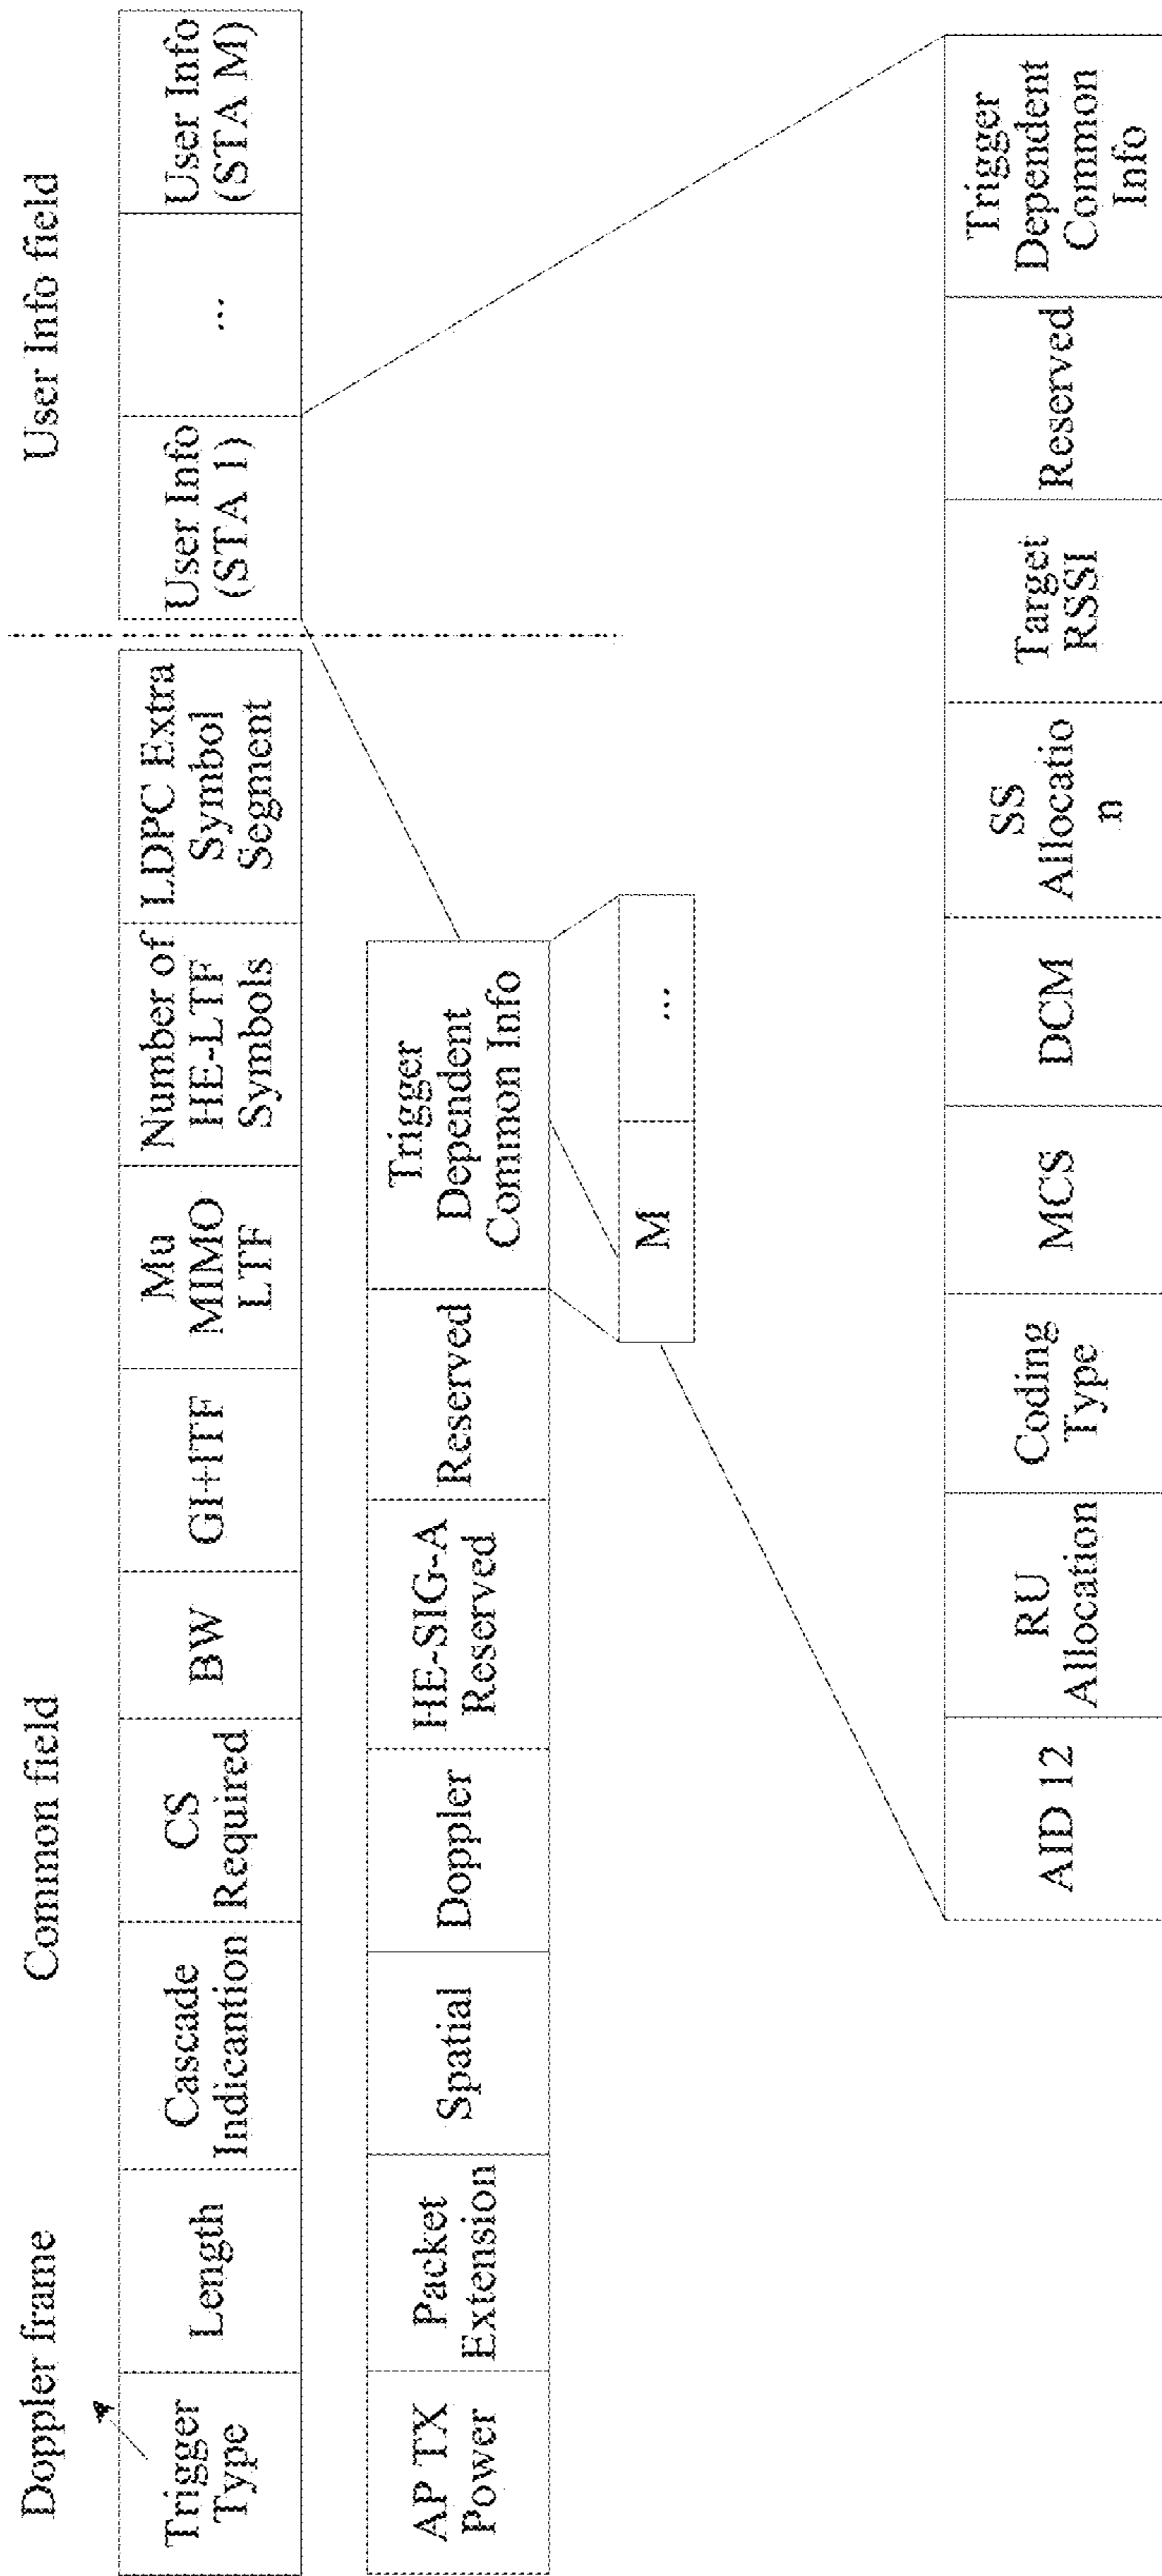 Doppler frame
Common field
User Info field
Trigger
Type
Length
Cascade
Indicantion
CS
Required
BW
GI+ITF
Mu
MIMO
LTF
Number of
HE-LTF
Symbols
LDPC Extra
Symbol
Segment
User Info
(STA 1)
...
User Info
(STA M)
AP TX
Power
Packet
Extension
Spatial
Doppler
HE-SIG-A
Reserved
Reserved
Trigger
Dependent
Common Info
M
...
AID 12
RU
Allocation
Coding
Type
MCS
DCM
SS
Allocatio
n
Target
RSSI
Reserved
Trigger
Dependent
Common
Info